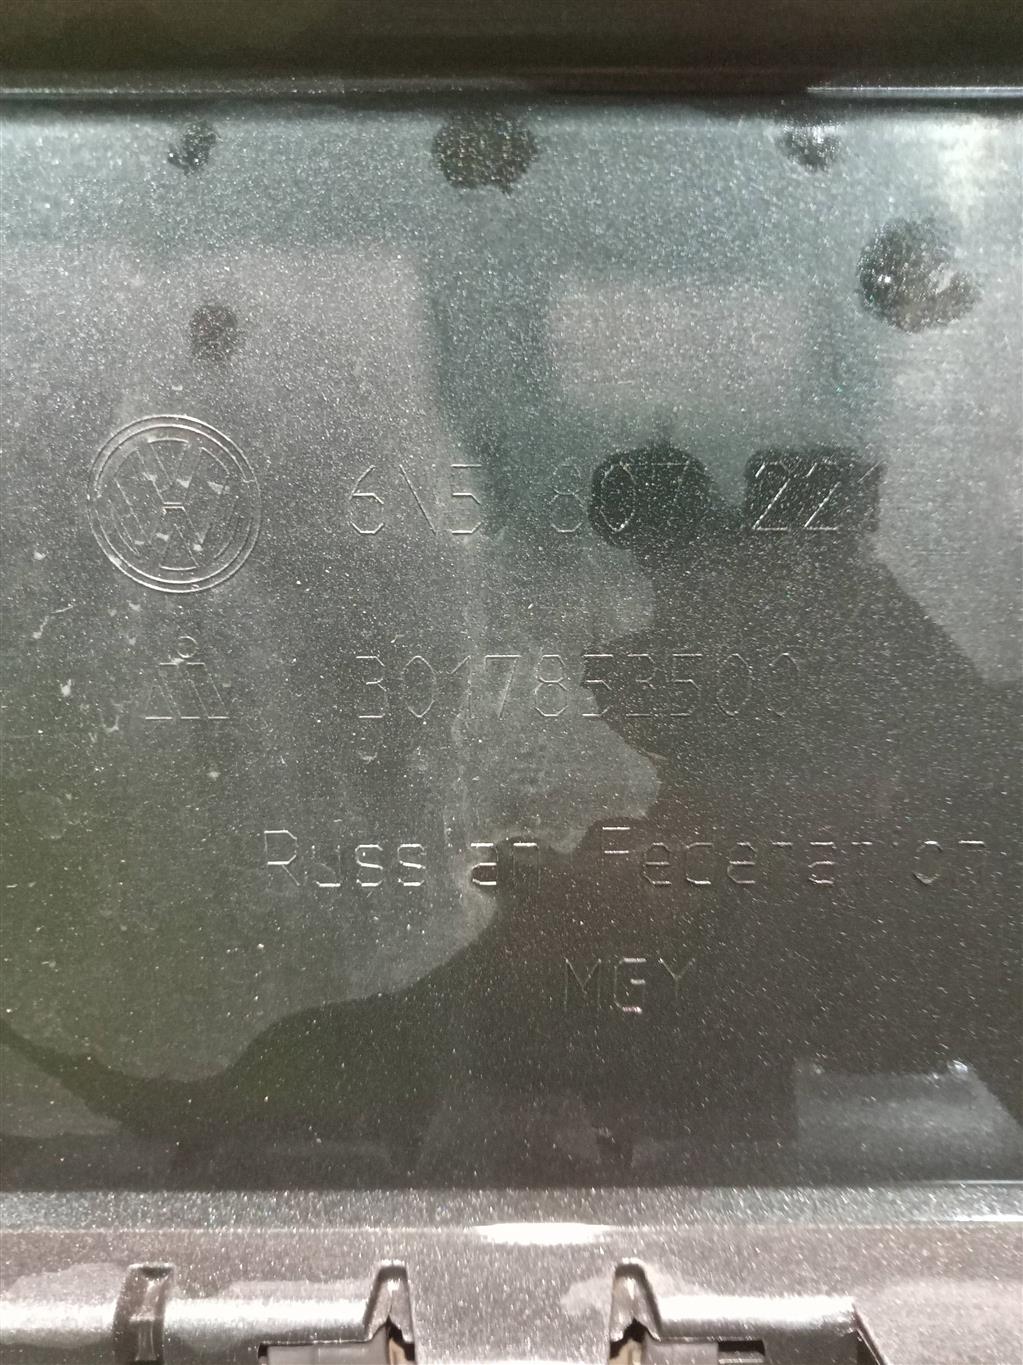 6N5 807 221
3017853500
Russian Federation
MGY